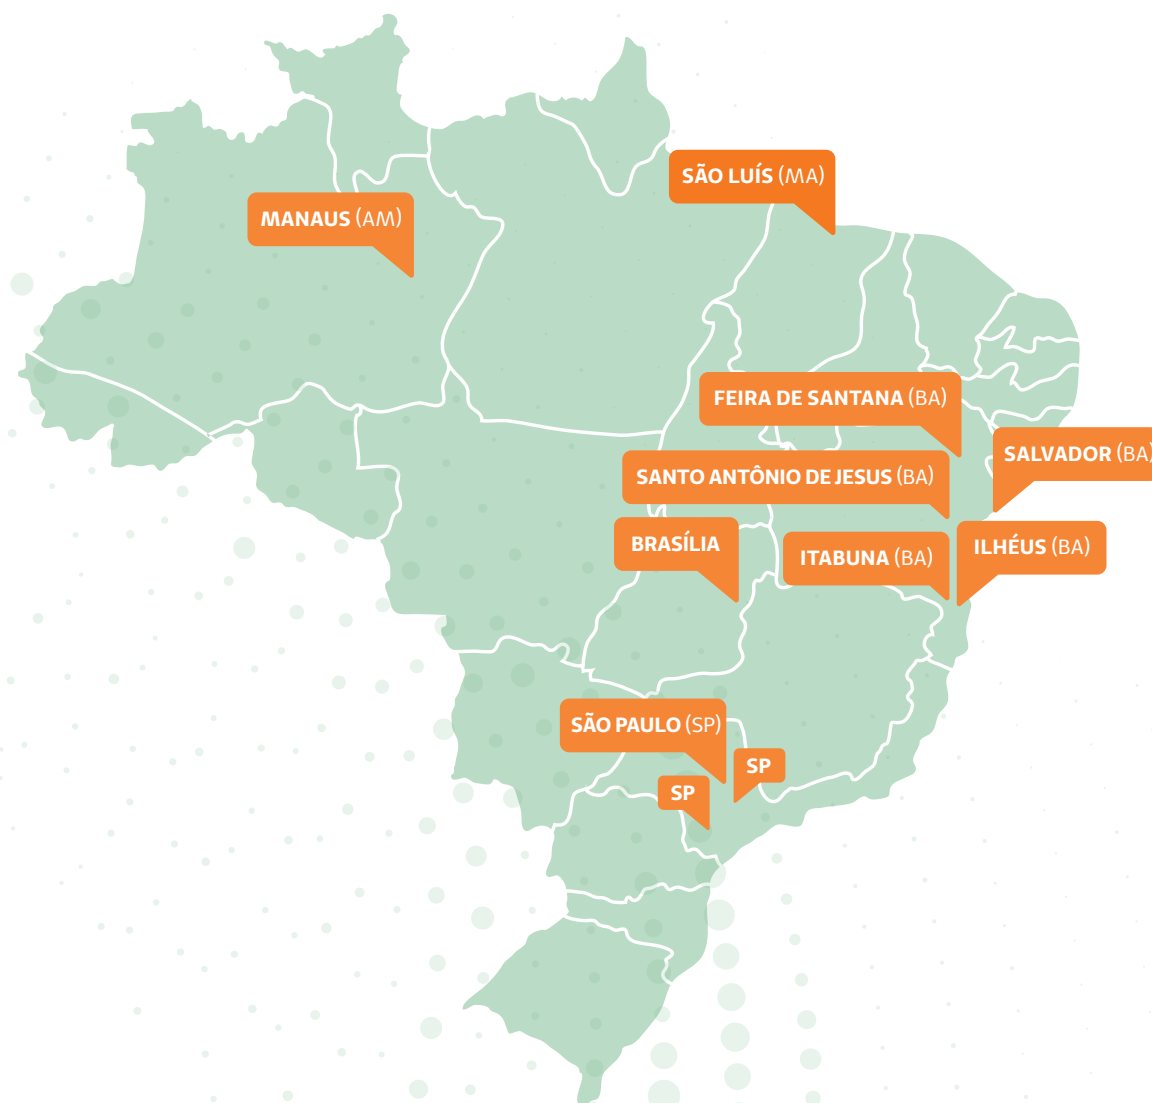 SÃO LUÍS (MA)
MANAUS (AM)
FEIRA DE SANTANA (BA)
SALVADOR (BA)
SANTO ANTÔNIO DE JESUS (BA)
BRASÍLIA
ITABUNA (BA)
ILHÉUS (BA)
SÃO PAULO (SP)
SP
SP